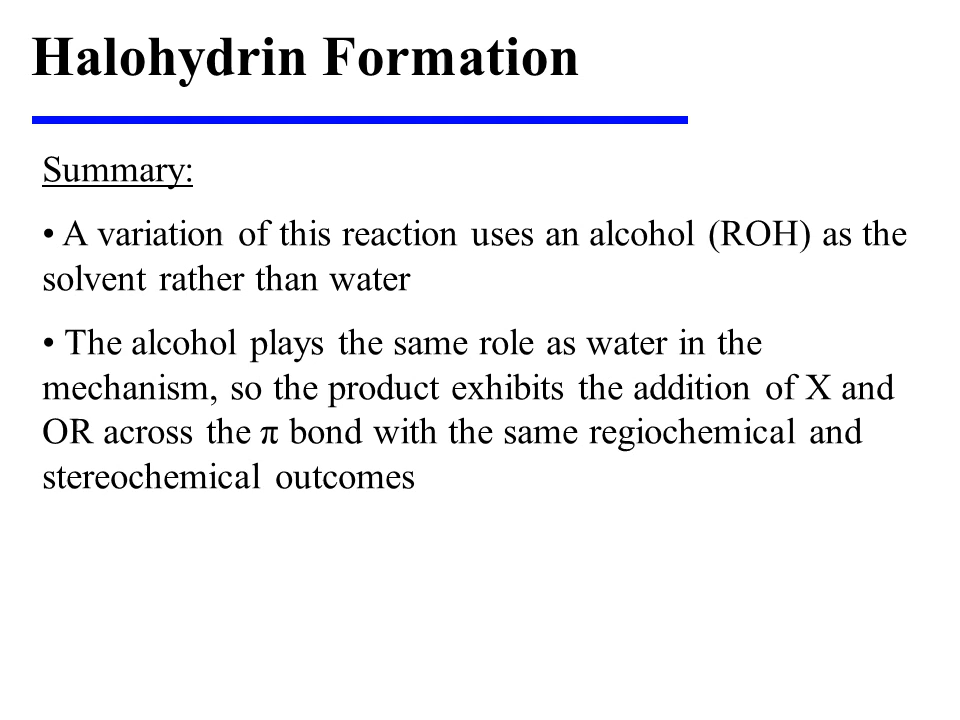 Halohydrin Formation
Summary:
• A variation of this reaction uses an alcohol (ROH) as the
solvent rather than water
• The alcohol plays the same role as water in the
mechanism, so the product exhibits the addition of X and
OR across the π bond with the same regiochemical and
stereochemical outcomes